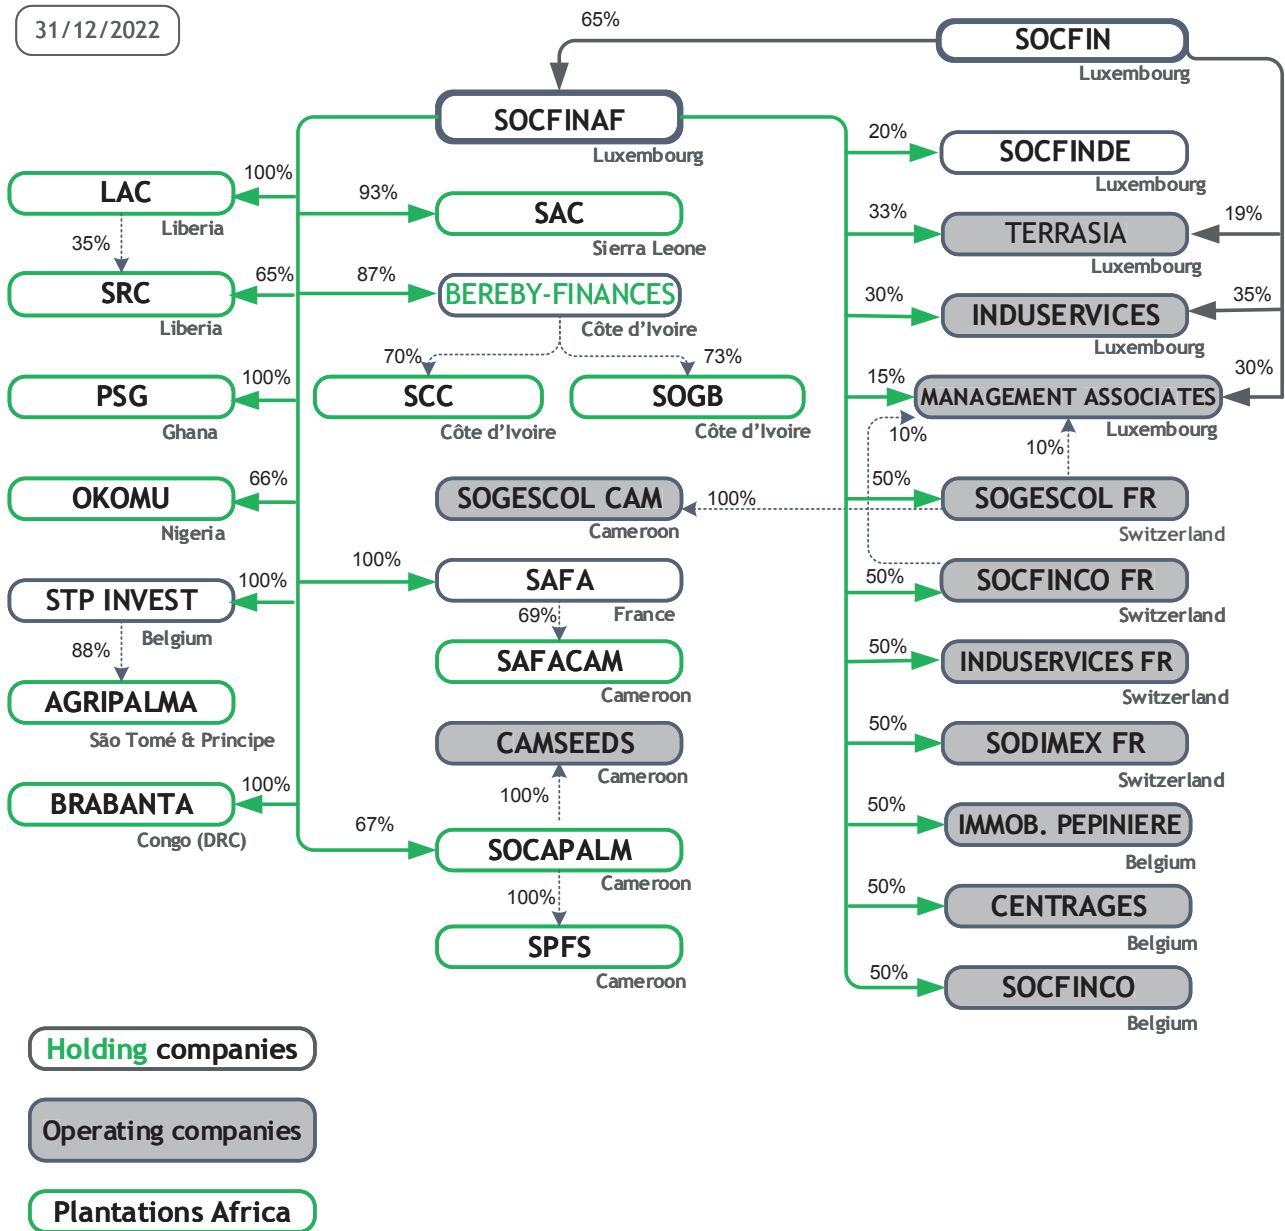 31/12/2022
65%
SOCFIN
Luxembourg
SOCFINAF
Luxembourg
20%
SOCFINDE
Luxembourg
100%
LAC
Liberia
93%
SAC
Sierra Leone
33%
TERRASIA
Luxembourg
19%
35%
65%
SRC
Liberia
87%
BEREBY-FINANCES
Côte d'Ivoire
30%
INDUSERVICES
Luxembourg
35%
70%
73%
100%
PSG
Ghana
SCC
Côte d'Ivoire
SOGB
Côte d'Ivoire
15%
MANAGEMENT ASSOCIATES
Luxembourg
30%
10%
10%
66%
OKOMU
Nigeria
SOGESCOL CAM
Cameroon
100%
50%
SOGESCOL FR
Switzerland
100%
STP INVEST
Belgium
100%
SAFA
France
50%
SOCFINCO FR
Switzerland
88%
69%
AGRIPALMA
São Tomé & Principe
SAFACAM
Cameroon
50%
INDUSERVICES FR
Switzerland
CAMSEEDS
Cameroon
50%
SODIMEX FR
Switzerland
100%
BRABANTA
Congo (DRC)
100%
67%
SOCAPALM
Cameroon
50%
IMMOB. PEPINIERE
Belgium
100%
SPFS
Cameroon
50%
CENTRAGES
Belgium
50%
SOCFINCO
Belgium
Holding companies
Operating companies
Plantations Africa